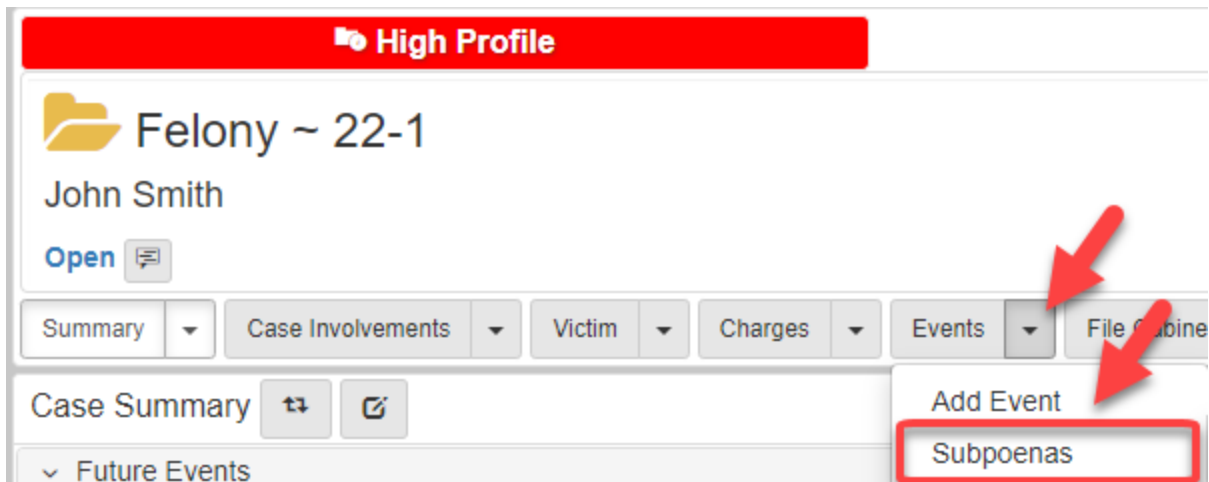 High Profile
Felony ~ 22-1
John Smith
Open
Summary Case Involvements Victim Charges Events File
Case Summary
Add Event
Subpoenas
Future Events